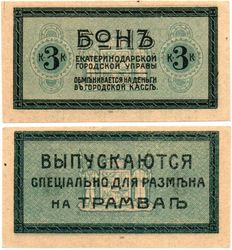 БОНЪ
К 3 К
К 3 К
ЕКАТЕРИНОДАРСКОЙ
ГОРОДСКОЙ УПРАВЫ
ОБМѢНИВАЕТСЯ НА ДЕНЬГИ
ВЪ ГОРОДСКОЙ КАССѢ.
ВЫПУСКАЮТСЯ
СПЕЦІАЛЬНО ДЛЯ РАЗМѢНА
НА ТРАМВАѢ